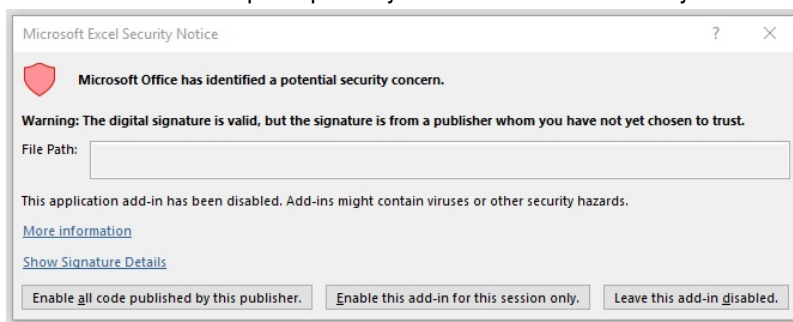 Microsoft Excel Security Notice ? ×
Microsoft Office has identified a potential security concern.
Warning: The digital signature is valid, but the signature is from a publisher whom you have not yet chosen to trust.
File Path:
This application add-in has been disabled. Add-ins might contain viruses or other security hazards.
More information
Show Signature Details
Enable all code published by this publisher. Enable this add-in for this session only. Leave this add-in disabled.